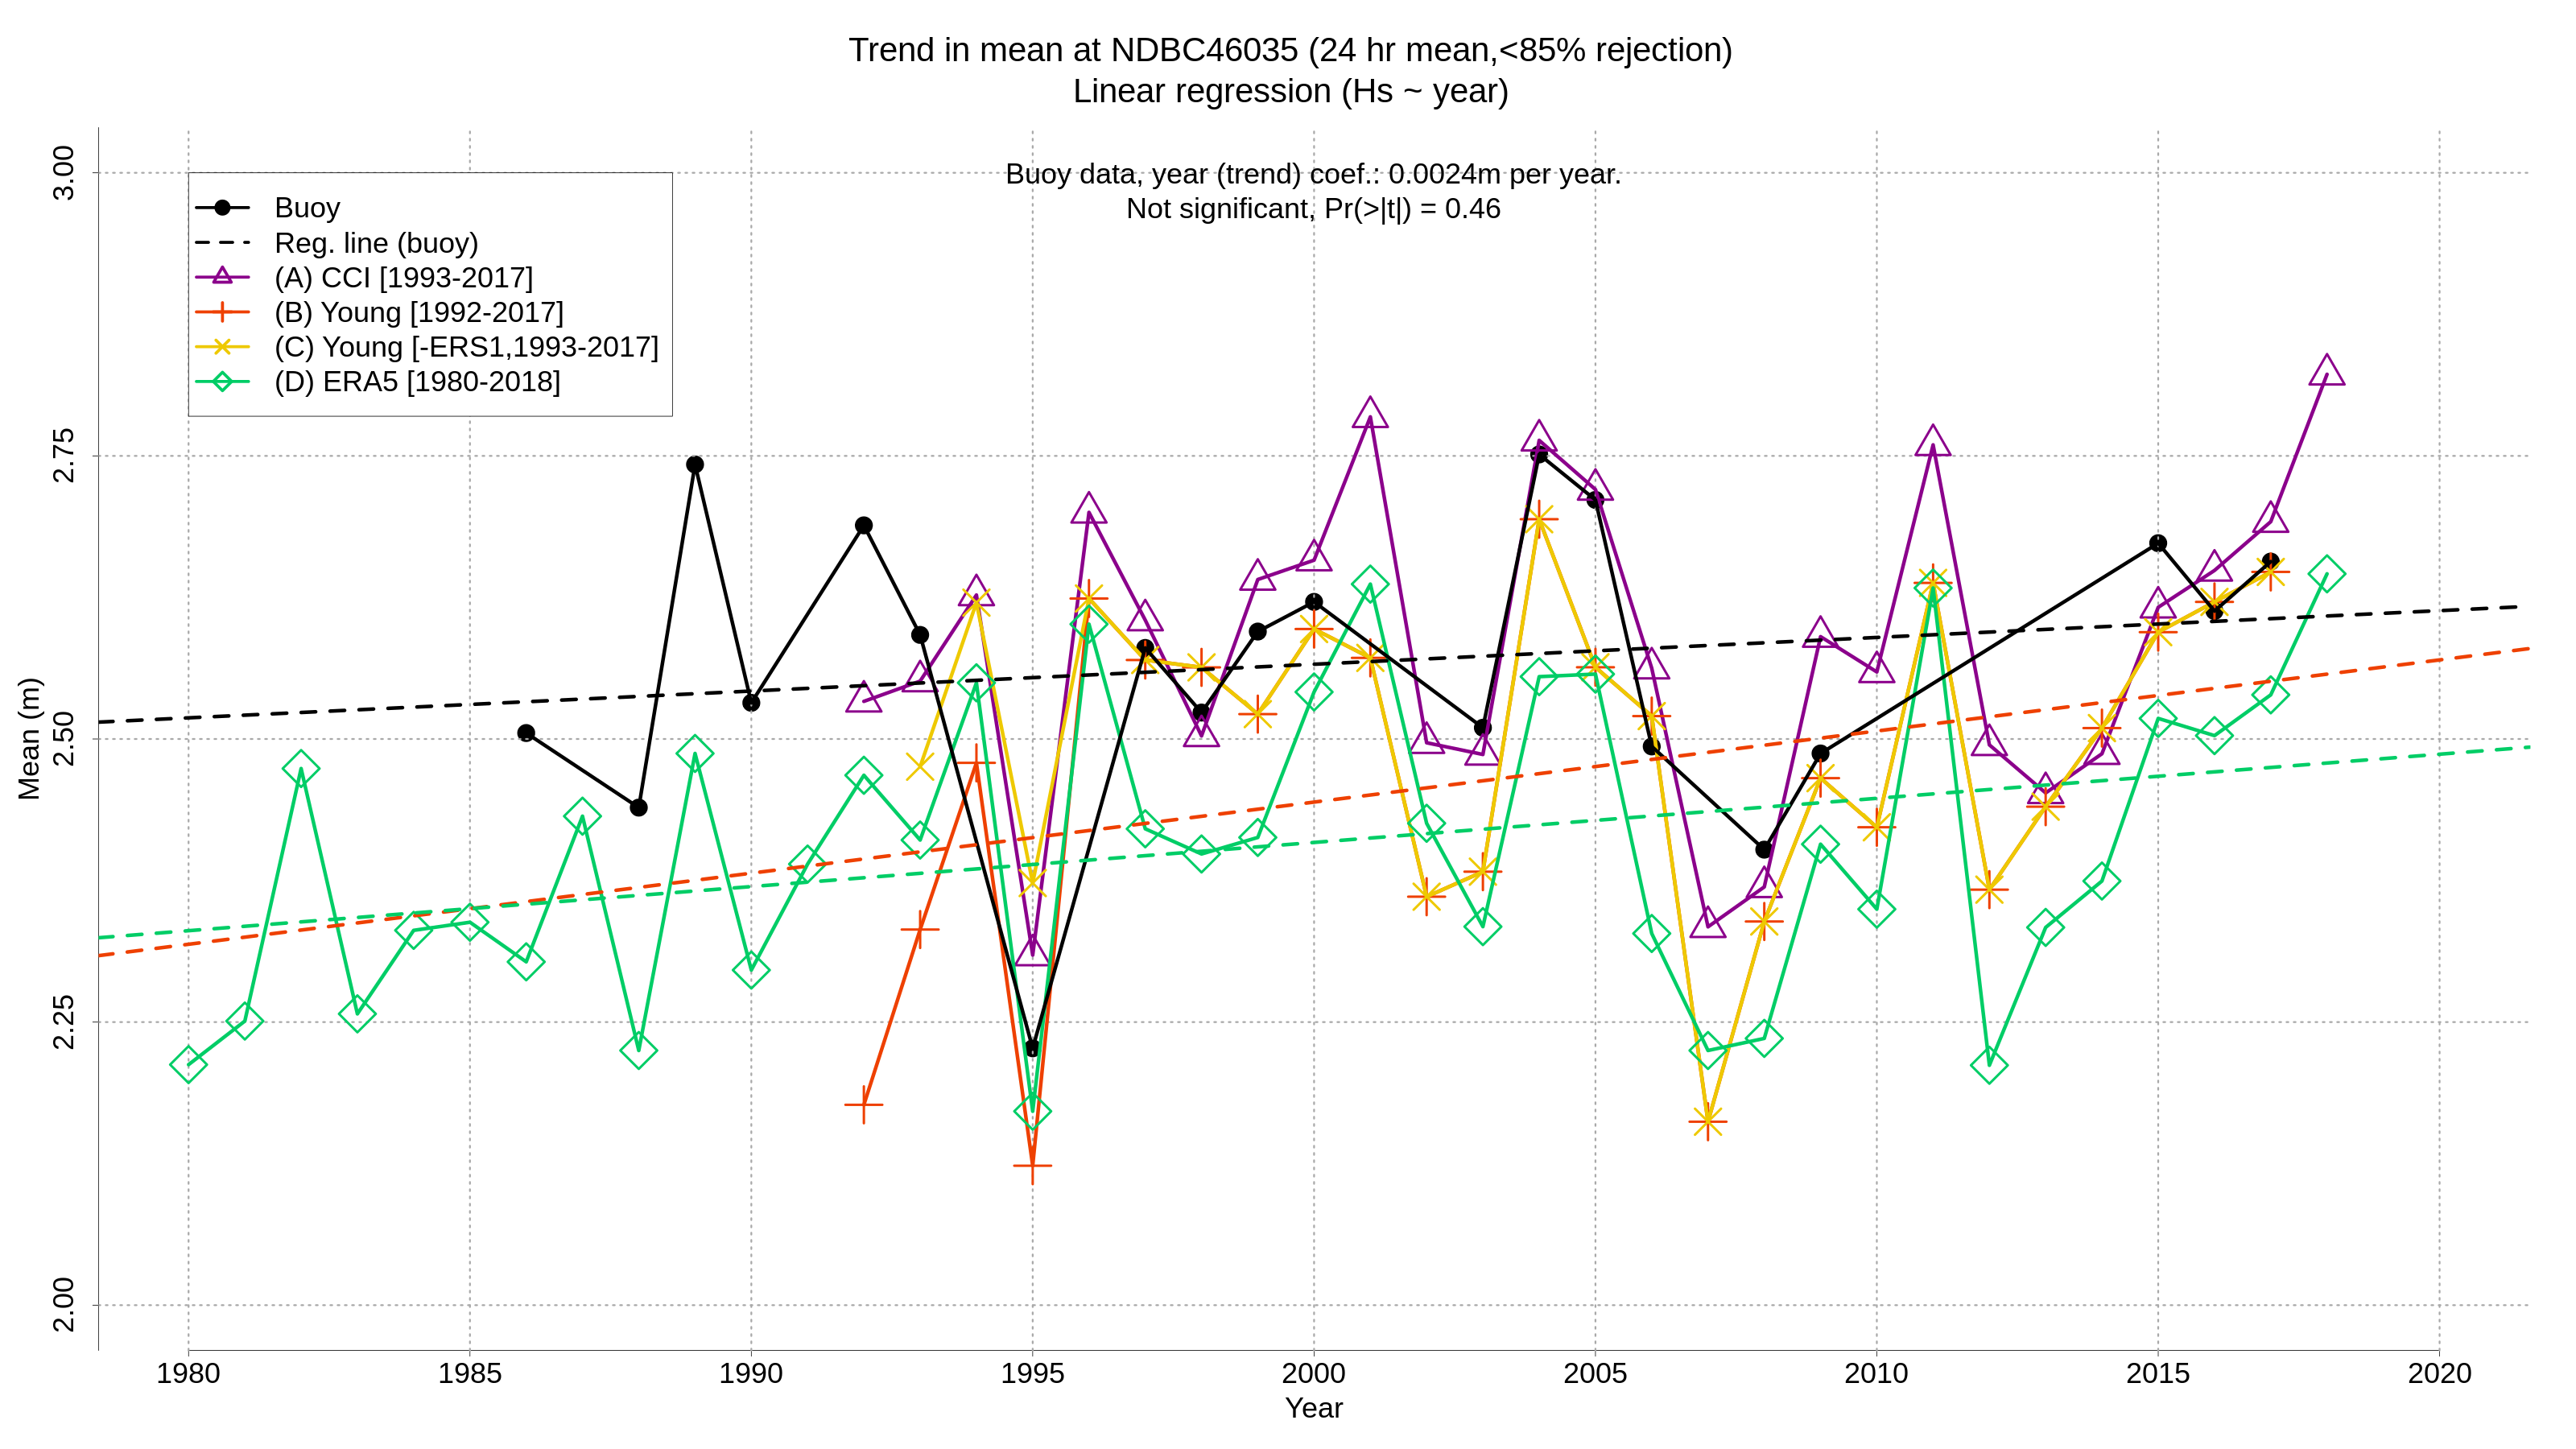 Trend in mean at NDBC46035 (24 hr mean,<85% rejection)
Linear regression (Hs ~ year)
Buoy data, year (trend) coef.: 0.0024m per year.
Not significant, Pr(>|t|) = 0.46
Buoy
Reg. line (buoy)
(A) CCI [1993-2017]
(B) Young [1992-2017]
(C) Young [-ERS1,1993-2017]
(D) ERA5 [1980-2018]
Mean (m)
3.00
2.75
2.50
2.25
2.00
1980 1985 1990 1995 2000 2005 2010 2015 2020
Year